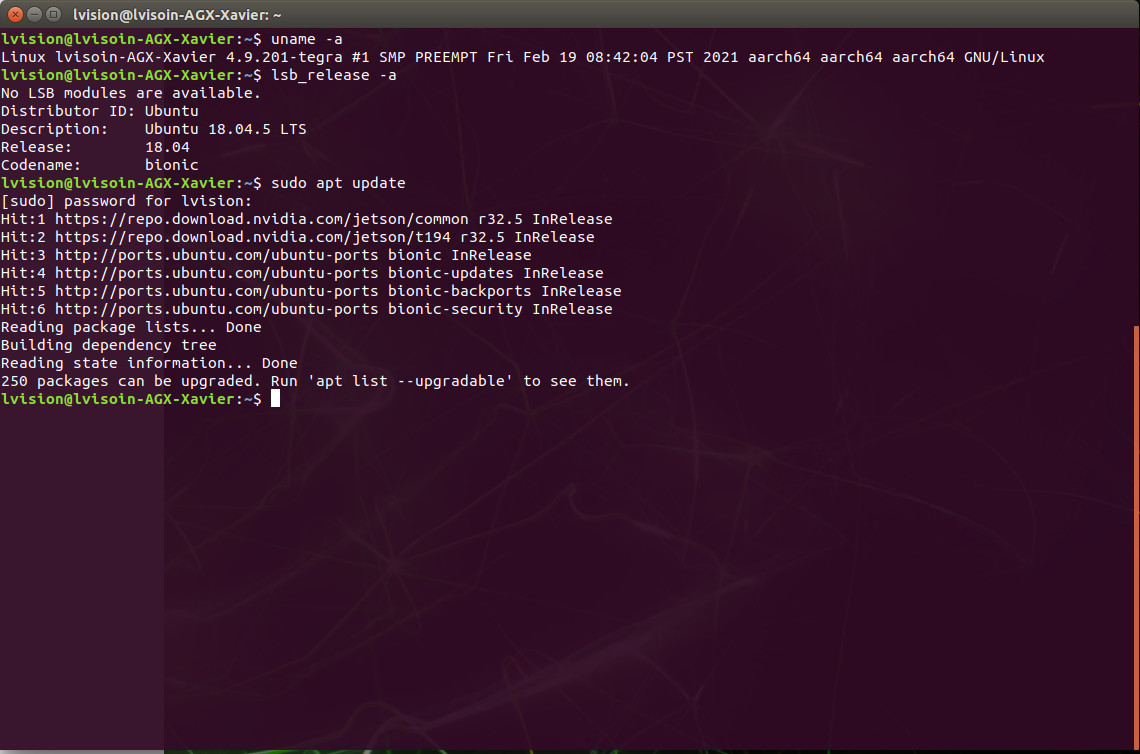 lvision@lvisoin-AGX-Xavier: ~
lvision@lvisoin-AGX-Xavier:~$ uname -a
Linux lvisoin-AGX-Xavier 4.9.201-tegra #1 SMP PREEMPT Fri Feb 19 08:42:04 PST 2021 aarch64 aarch64 aarch64 GNU/Linux
lvision@lvisoin-AGX-Xavier:~$ lsb_release -a
No LSB modules are available.
Distributor ID: Ubuntu
Description:    Ubuntu 18.04.5 LTS
Release:        18.04
Codename:       bionic
lvision@lvisoin-AGX-Xavier:~$ sudo apt update
[sudo] password for lvision:
Hit:1 https://repo.download.nvidia.com/jetson/common r32.5 InRelease
Hit:2 https://repo.download.nvidia.com/jetson/t194 r32.5 InRelease
Hit:3 http://ports.ubuntu.com/ubuntu-ports bionic InRelease
Hit:4 http://ports.ubuntu.com/ubuntu-ports bionic-updates InRelease
Hit:5 http://ports.ubuntu.com/ubuntu-ports bionic-backports InRelease
Hit:6 http://ports.ubuntu.com/ubuntu-ports bionic-security InRelease
Reading package lists... Done
Building dependency tree
Reading state information... Done
250 packages can be upgraded. Run 'apt list --upgradable' to see them.
lvision@lvisoin-AGX-Xavier:~$